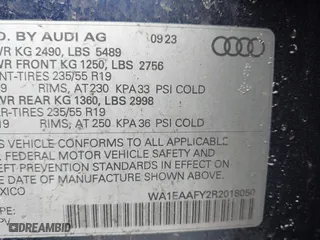 D. BY AUDI AG 09 23
WR KG 2490, LBS 5489
WR FRONT KG 1250, LBS 2756
NT-TIRES 235/55 R19
9 RIMS, AT 230 KPA33 PSI COLD
WR REAR KG 1360, LBS 2998
R-TIRES 235/55 R19
19 RIMS, AT 250 KPA36 PSI COLD
S VEHICLE CONFORMS TO ALL APPLICABLE
FEDERAL MOTOR VEHICLE SAFETY AND
EFT PREVENTION STANDARDS IN EFFECT ON
E OF MANUFACTURE SHOWN ABOVE.
XICO WA1EAAFY2R2018050
DREAMBID